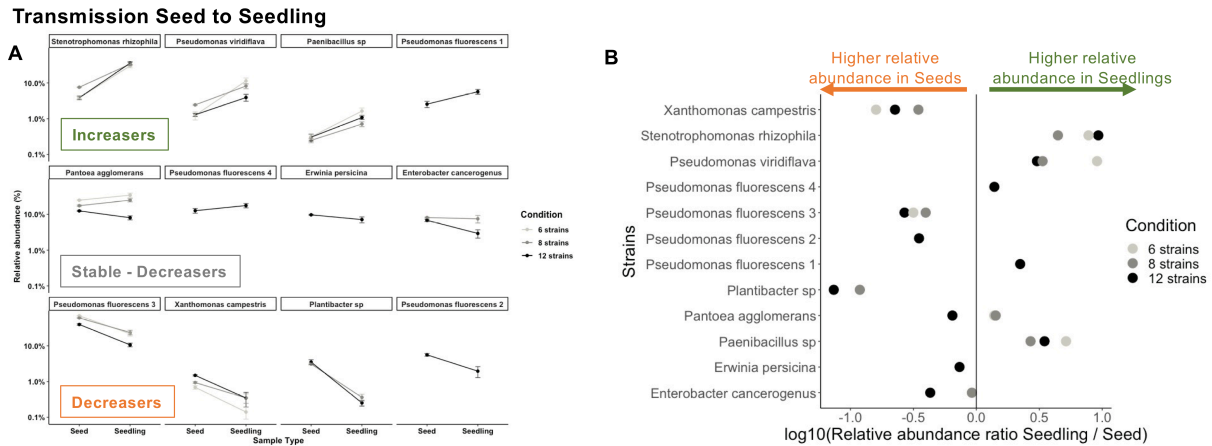 Transmission Seed to Seedling
A
Stenotrophomonas rhizophila
Pseudomonas viridiflava
Paenibacillus sp
Pseudomonas fluorescens 1
10.0%
1.0%
0.1%
Increasers
Pantoea agglomerans
Pseudomonas fluorescens 4
Erwinia persicina
Enterobacter cancerogenus
10.0%
1.0%
0.1%
Stable - Decreasers
Pseudomonas fluorescens 3
Xanthomonas campestris
Plantibacter sp
Pseudomonas fluorescens 2
10.0%
1.0%
0.1%
Decreasers
Relative abundance (%)
Seed
Seedling
Seed
Seedling
Seed
Seedling
Seed
Seedling
Sample Type
Condition
6 strains
8 strains
12 strains
B
Higher relative
abundance in Seeds
Higher relative
abundance in Seedlings
Strains
Xanthomonas campestris
Stenotrophomonas rhizophila
Pseudomonas viridiflava
Pseudomonas fluorescens 4
Pseudomonas fluorescens 3
Pseudomonas fluorescens 2
Pseudomonas fluorescens 1
Plantibacter sp
Pantoea agglomerans
Paenibacillus sp
Erwinia persicina
Enterobacter cancerogenus
-1.0
-0.5
0.0
0.5
1.0
log10(Relative abundance ratio Seedling / Seed)
Condition
6 strains
8 strains
12 strains